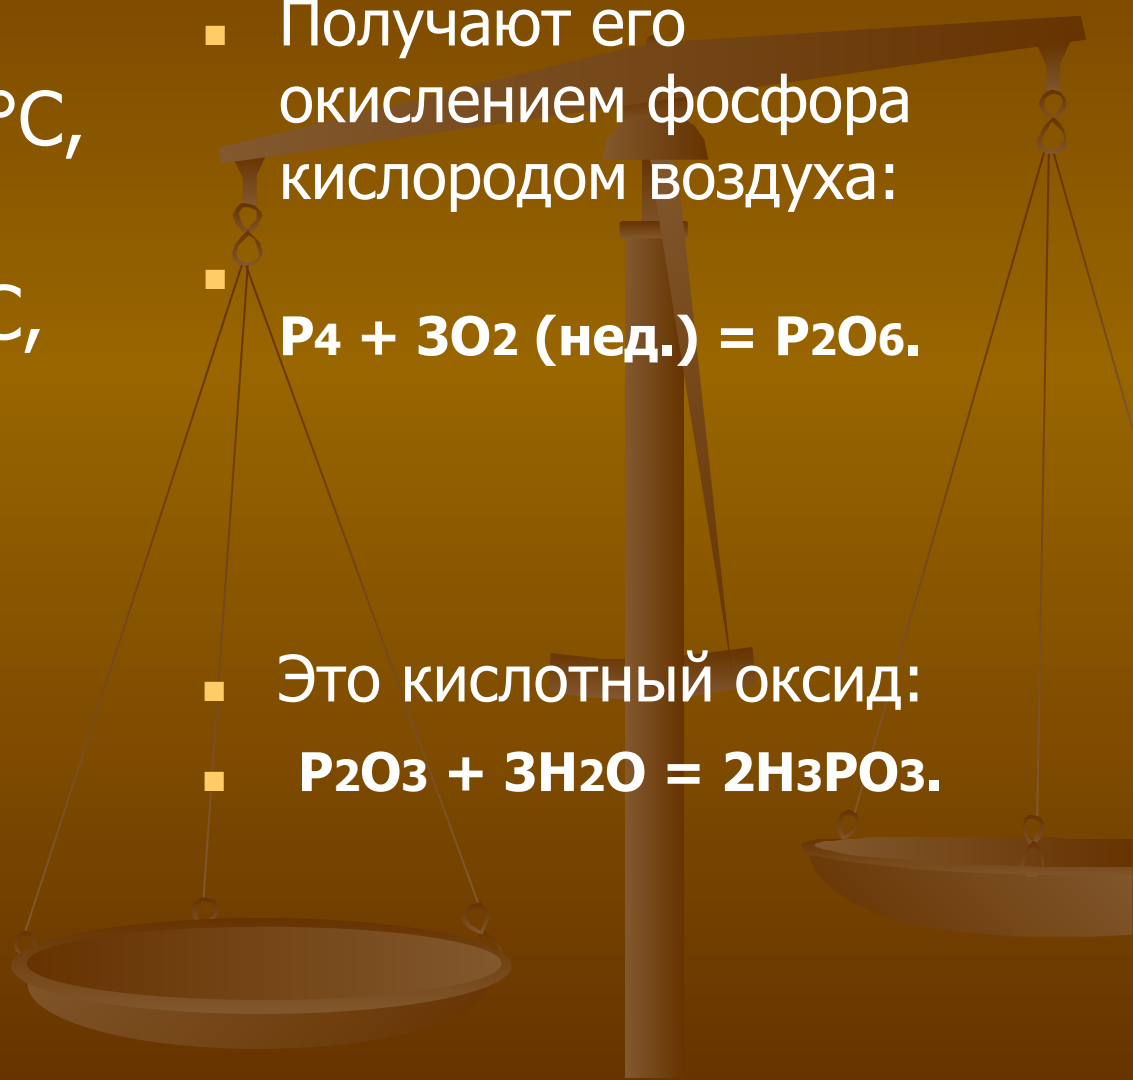 °С,
С,
Получают его
окислением фосфора
кислородом воздуха:
P4 + 3O2 (нед.) = P2O6.
Это кислотный оксид:
P2O3 + 3H2O = 2H3PO3.